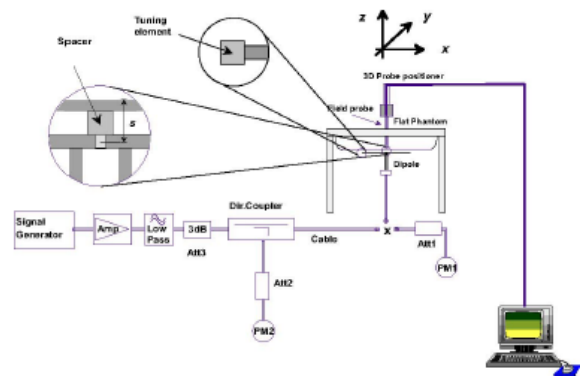 Tuning
element
Spacer
s
z
y
x
3D Probe positioner
Field probe
Flat Phantom
Dipole
Signal
Generator
Amp
Low
Pass
3dB
Att3
Dir.Coupler
Cable
x
Att1
PM1
Att2
PM2